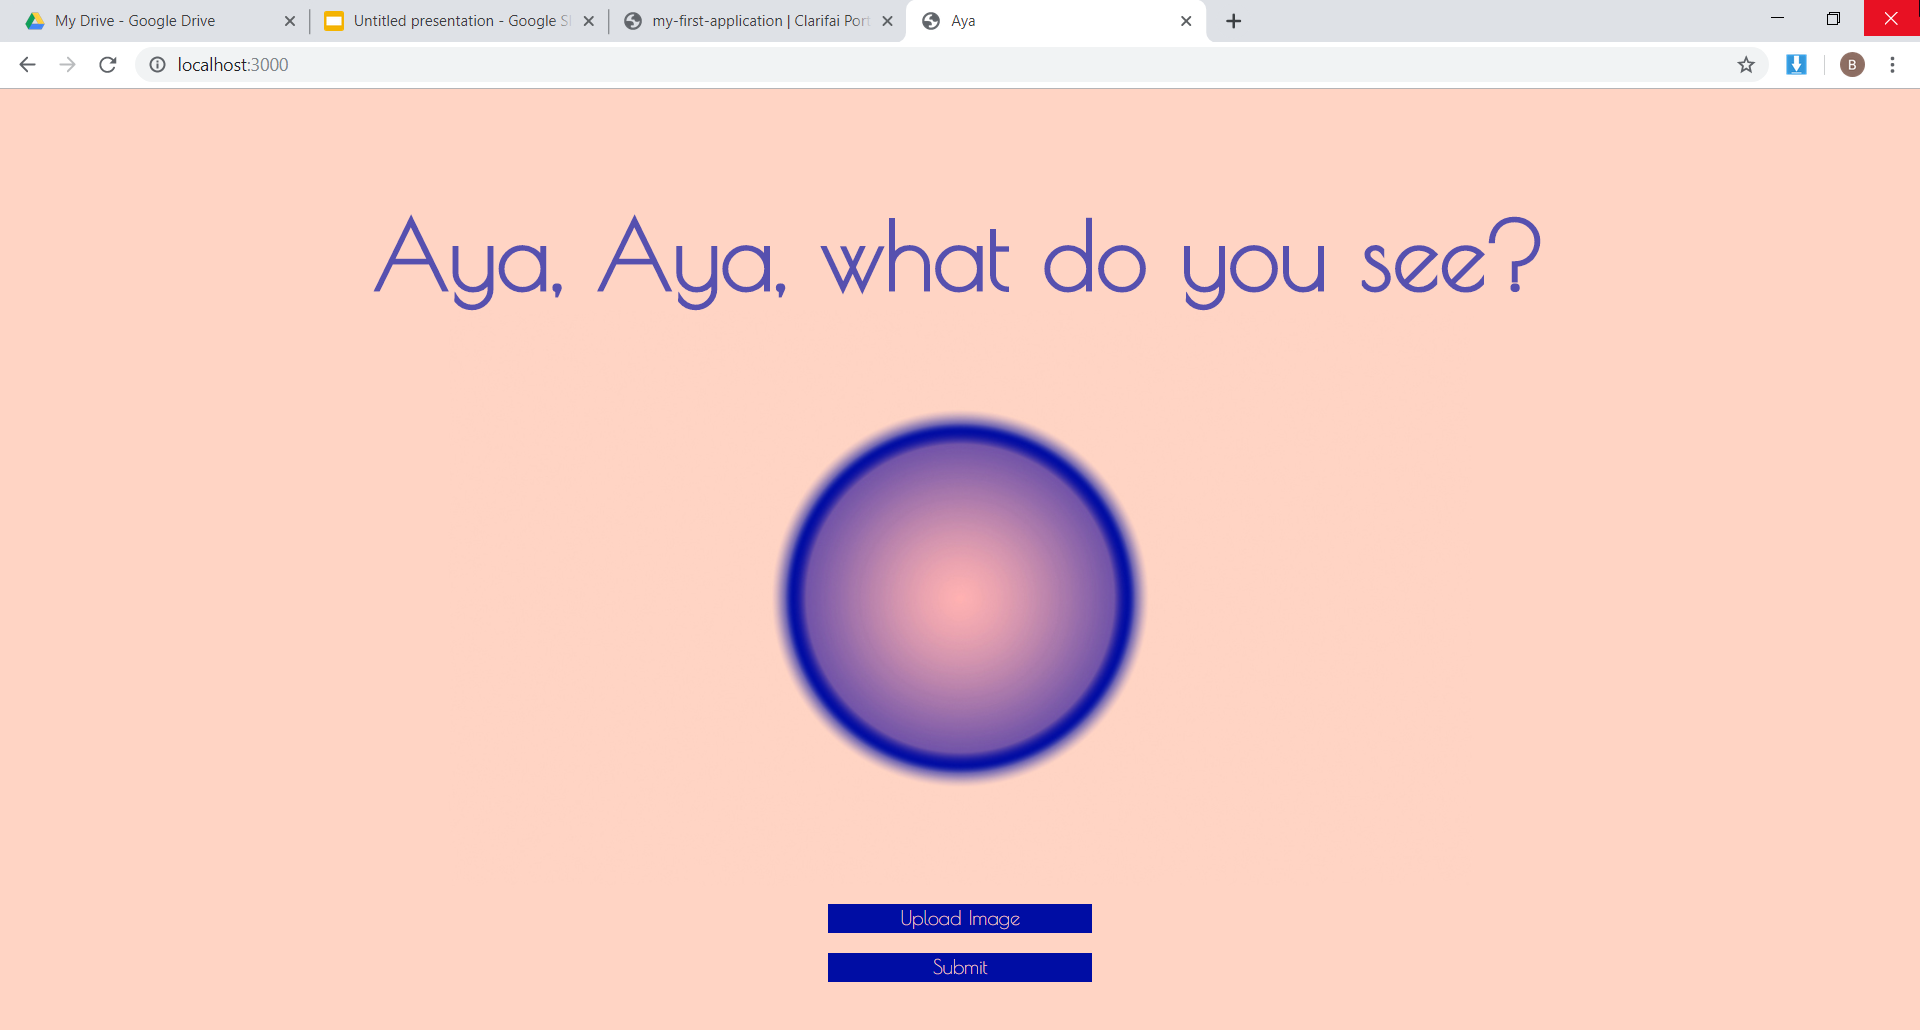 My Drive - Google Drive
Untitled presentation - Google Sl
my-first-application | Clarifai Port
Aya
localhost:3000
B
Aya, Aya, what do you see?
Upload Image
Submit